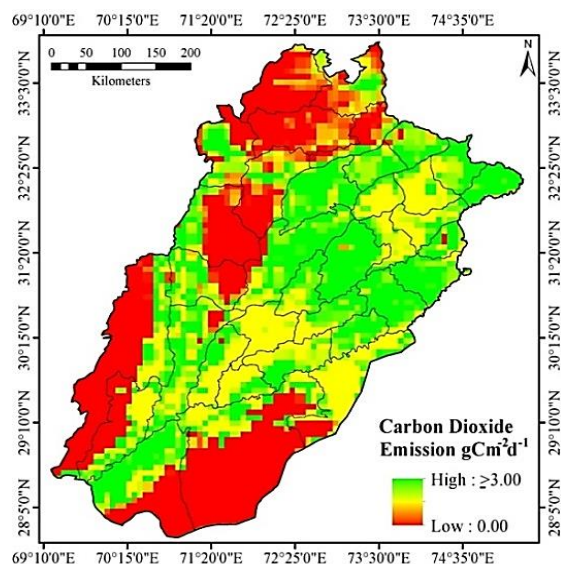 69°10'0"E 70°15'0"E 71°20'0"E 72°25'0"E 73°30'0"E 74°35'0"E
0 50 100 150 200
Kilometers
N
33°30'0"N 33°30'0"N
32°25'0"N 32°25'0"N
31°20'0"N 31°20'0"N
30°15'0"N 30°15'0"N
29°10'0"N 29°10'0"N
28°5'0"N 28°5'0"N
Carbon Dioxide
Emission gCm⁻²d⁻¹
High : ≥3.00
Low : 0.00
69°10'0"E 70°15'0"E 71°20'0"E 72°25'0"E 73°30'0"E 74°35'0"E